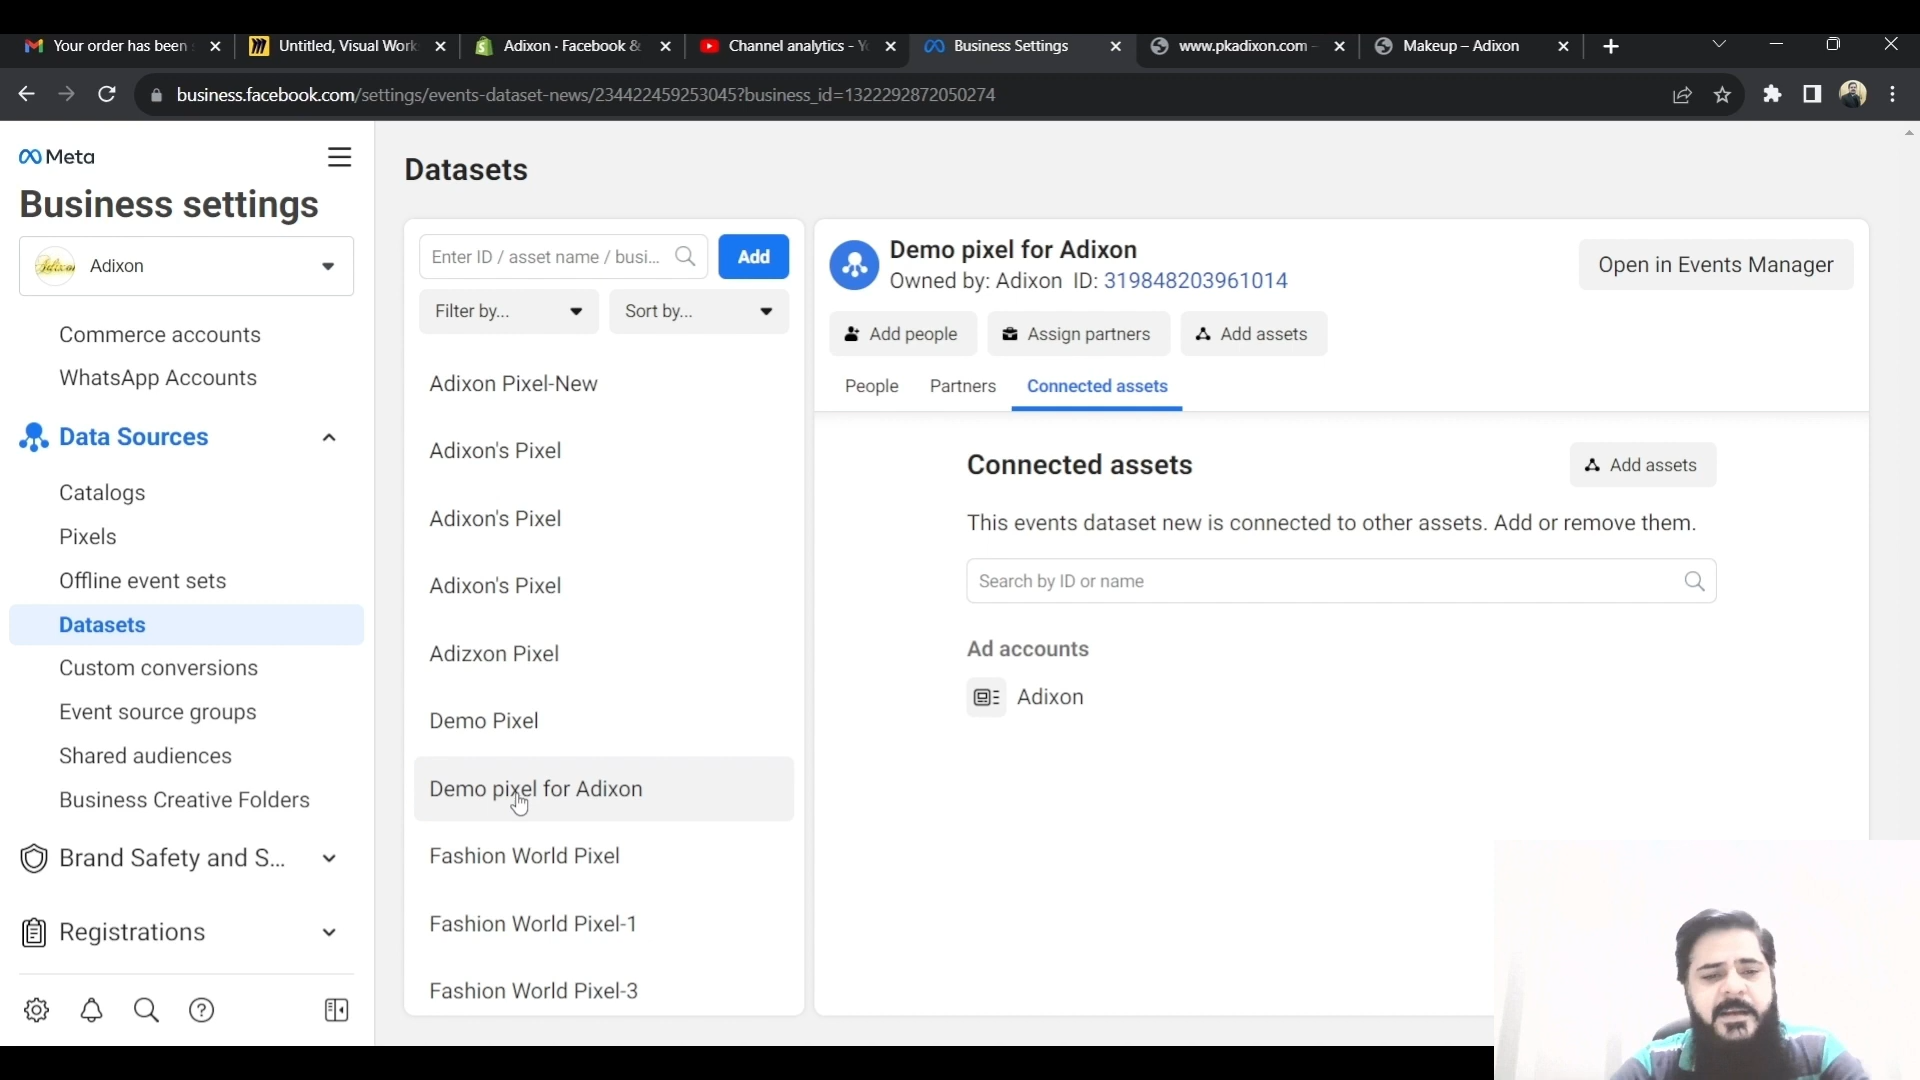 Your order has been
Untitled, Visual Work
Adixon · Facebook &
Channel analytics - Y
Business Settings
www.pkadixon.com -
Makeup – Adixon
business.facebook.com/settings/events-dataset-news/234422459253045?business_id=1322292872050274
Meta
Business settings
Adixon
Adixon
Commerce accounts
WhatsApp Accounts
Data Sources
Catalogs
Pixels
Offline event sets
Datasets
Custom conversions
Event source groups
Shared audiences
Business Creative Folders
Brand Safety and S...
Registrations
Datasets
Enter ID / asset name / busi...
Add
Filter by...
Sort by...
Adixon Pixel-New
Adixon's Pixel
Adixon's Pixel
Adixon's Pixel
Adizxon Pixel
Demo Pixel
Demo pixel for Adixon
Fashion World Pixel
Fashion World Pixel-1
Fashion World Pixel-3
Demo pixel for Adixon
Owned by: Adixon ID: 319848203961014
Open in Events Manager
Add people
Assign partners
Add assets
People
Partners
Connected assets
Connected assets
Add assets
This events dataset new is connected to other assets. Add or remove them.
Search by ID or name
Ad accounts
Adixon